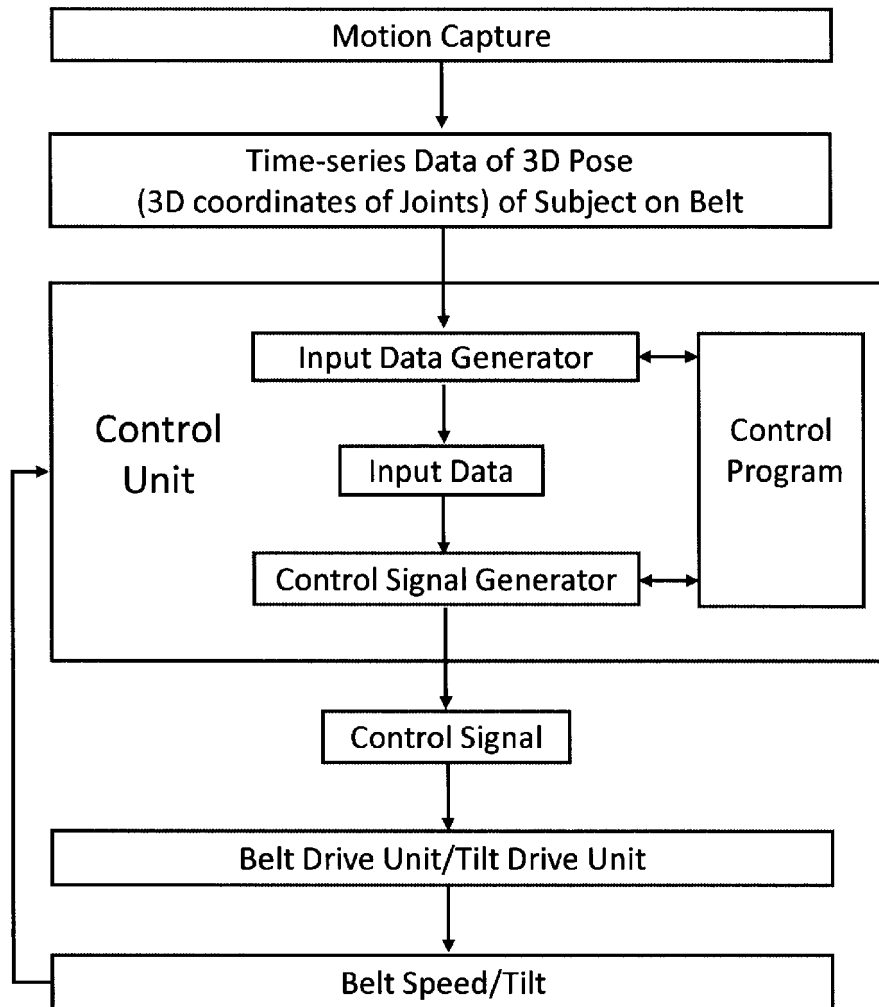 Motion Capture
Time-series Data of 3D Pose
(3D coordinates of Joints) of Subject on Belt
Input Data Generator
Control
Unit
Control
Program
Input Data
Control Signal Generator
Control Signal
Belt Drive Unit/Tilt Drive Unit
Belt Speed/Tilt